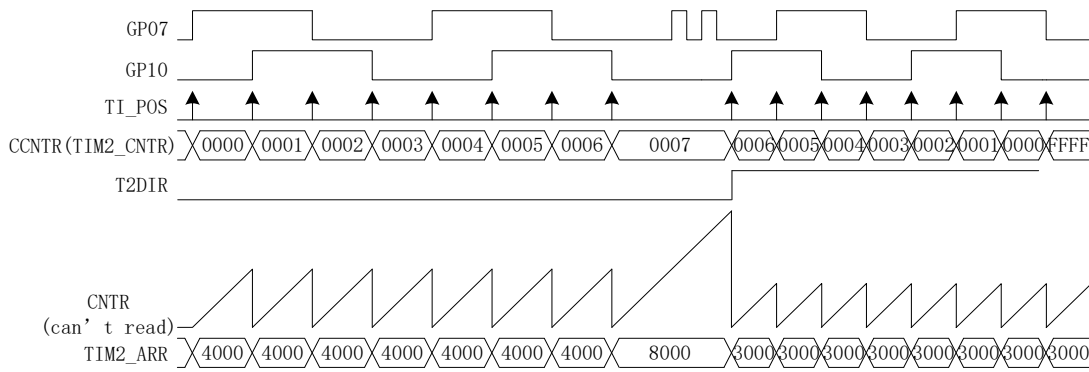 GP07
GP10
TI_POS
CCNTR(TIM2_CNTR) 0000 0001 0002 0003 0004 0005 0006 0007 0006 0005 0004 0003 0002 0001 0000 FFFF
T2DIR
CNTR
(can't read)
TIM2_ARR 4000 4000 4000 4000 4000 4000 4000 8000 3000 3000 3000 3000 3000 3000 3000 3000